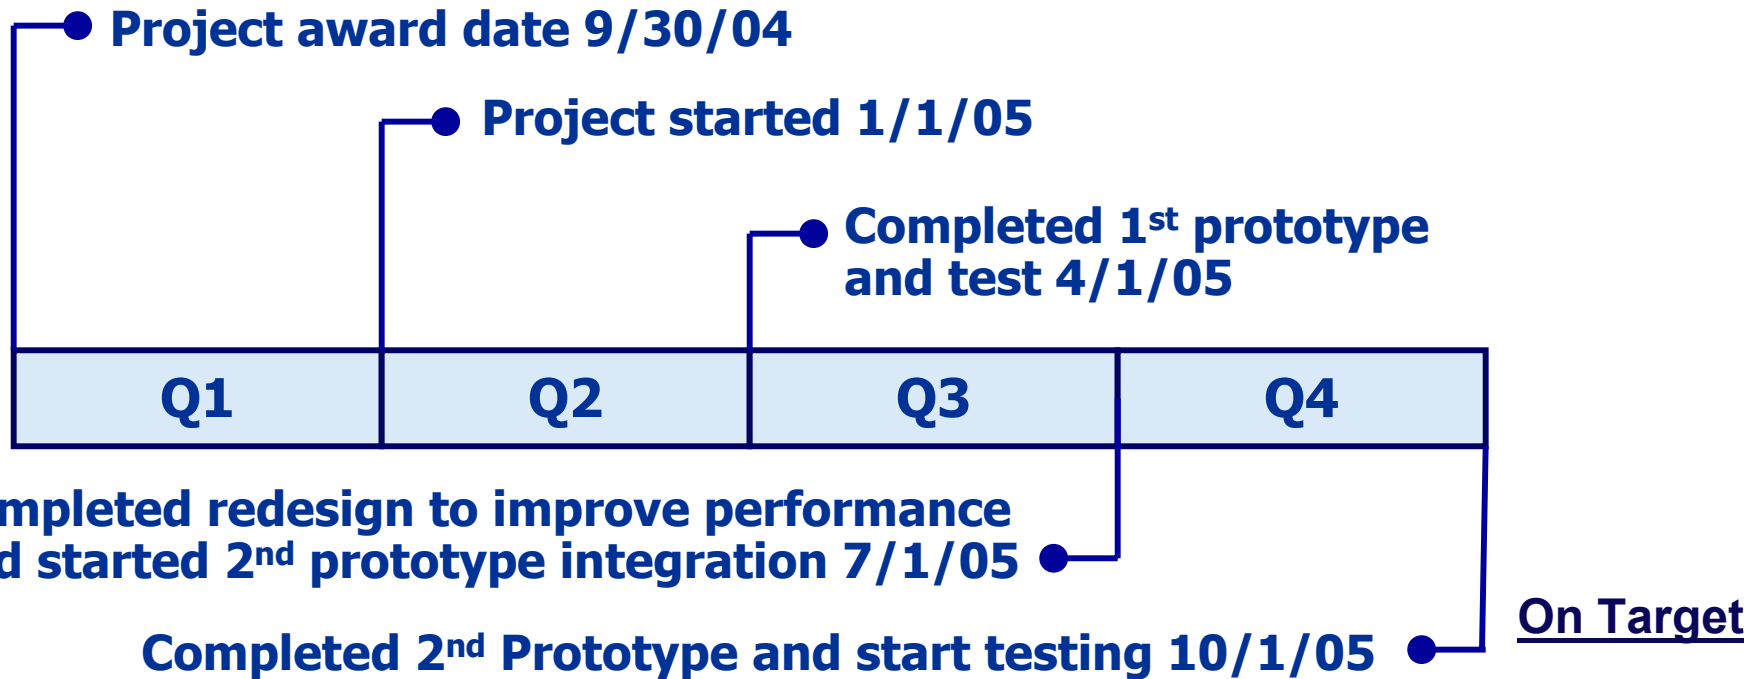 Project award date 9/30/04
Project started 1/1/05
Completed 1st prototype
and test 4/1/05
Q1 Q2 Q3 Q4
mpleted redesign to improve performance
d started 2nd prototype integration 7/1/05
On Target
Completed 2nd Prototype and start testing 10/1/05